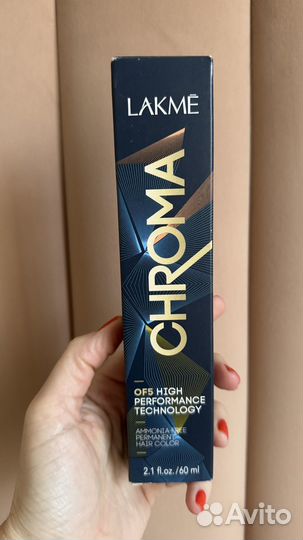 LAKMĒ
CHROMA
OF5 HIGH
PERFORMANCE
TECHNOLOGY
AMMONIA-FREE
PERMANENT
HAIR COLOR
2.1 fl.oz./60 ml
Avito